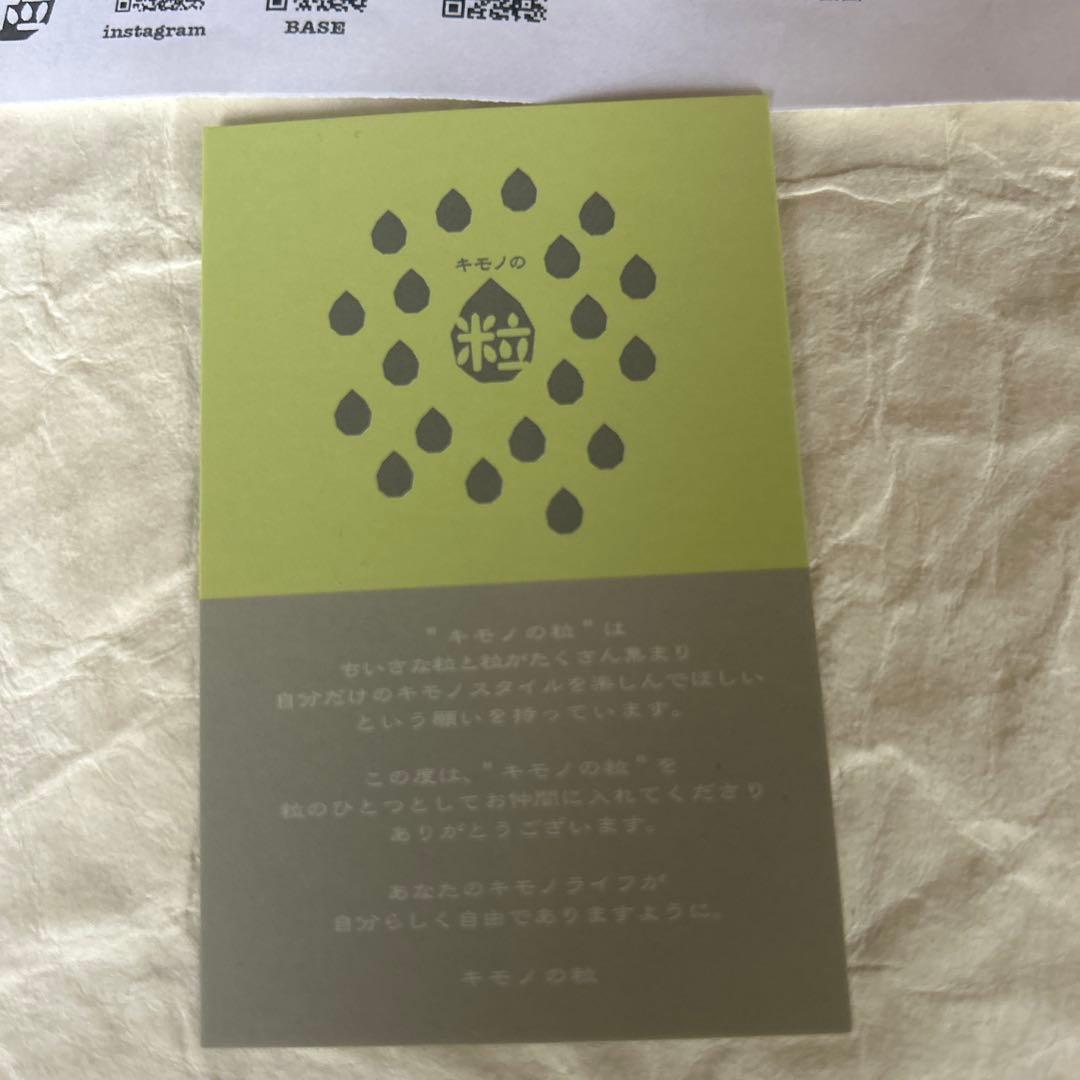 instagram
BASE
キモノの
粒
"キモノの粒"は
ちいさな粒と粒がたくさん集まり
自分だけのキモノスタイルを楽しんでほしい
という願いを持っています。
この度は、"キモノの粒"を
粒のひとつとしてお仲間に入れてくださり
ありがとうございます。
あなたのキモノライフが
自分らしく自由でありますように。
キモノの粒